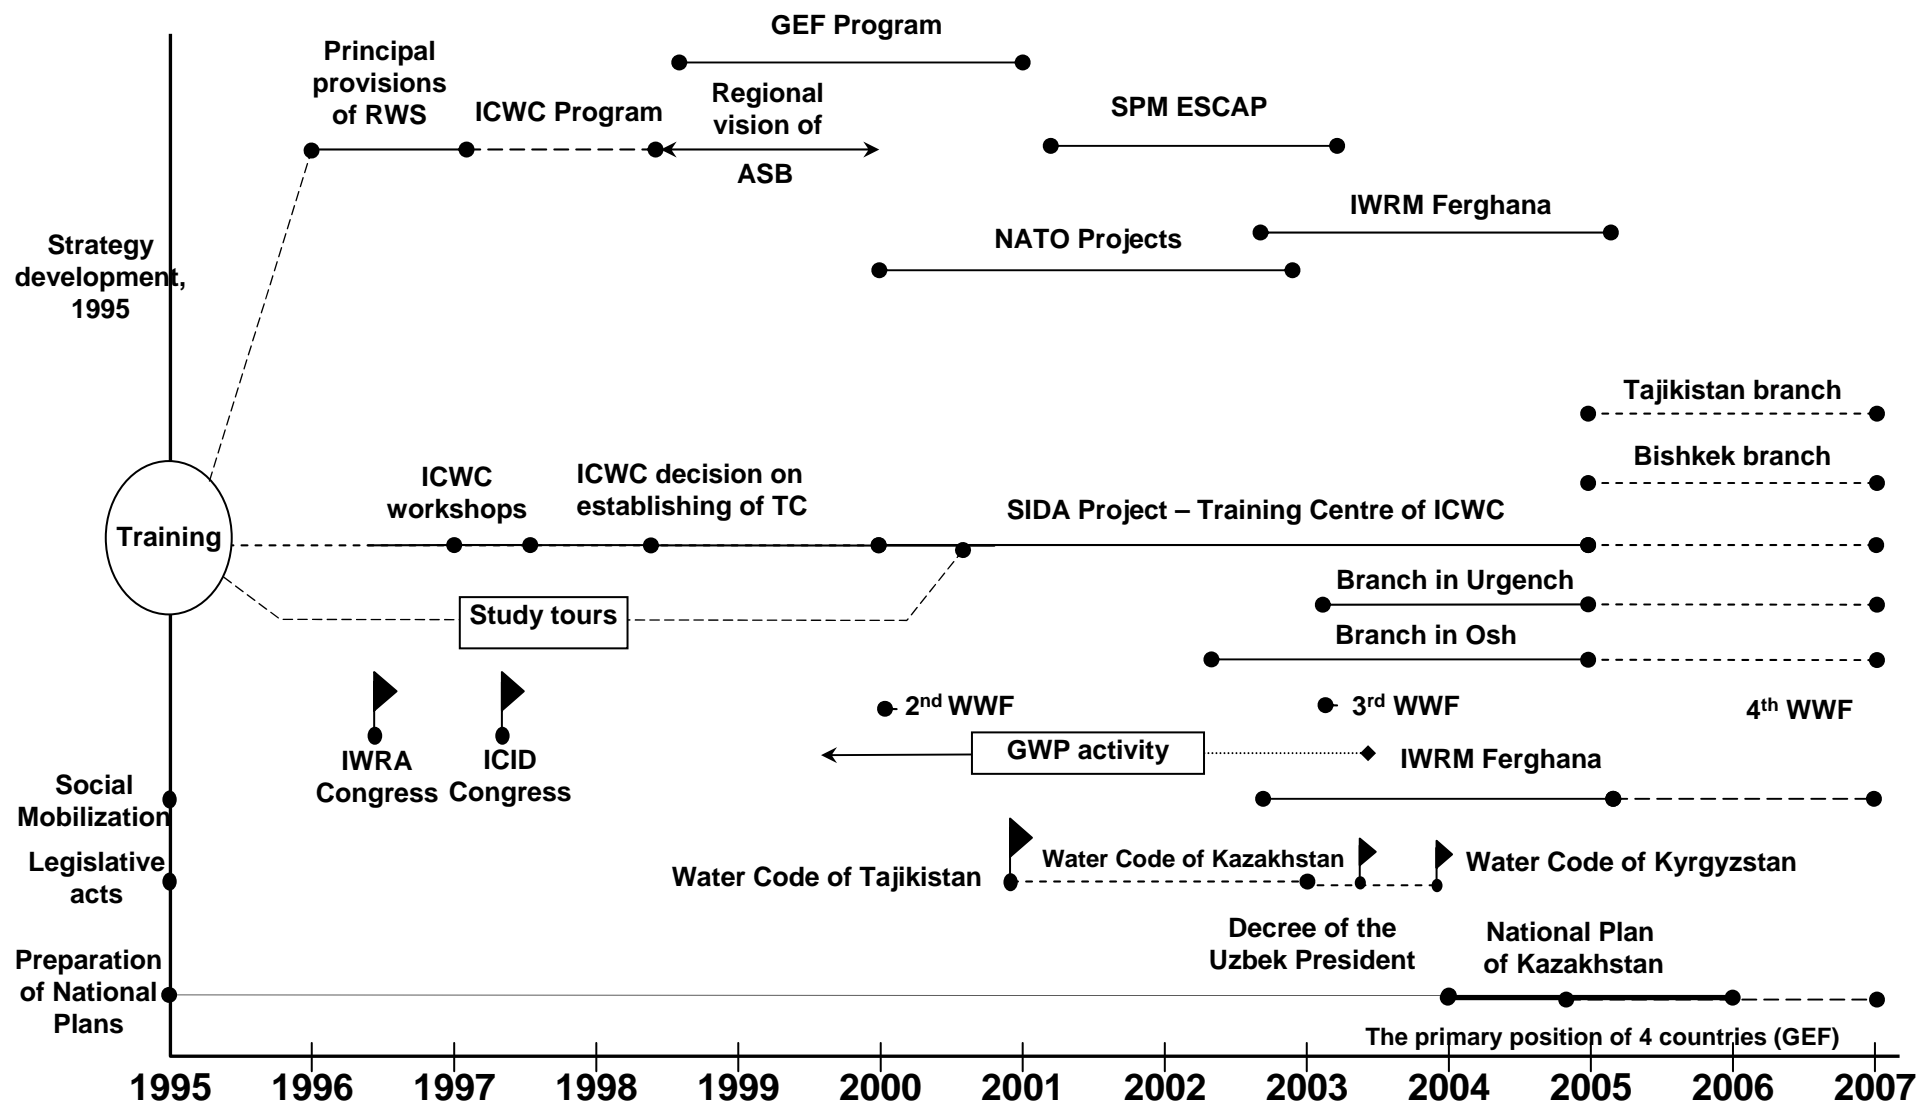 GEF Program
Principal
provisions
of RWS
ICWC Program
Regional
vision of
ASB
SPM ESCAP
IWRM Ferghana
NATO Projects
Strategy
development,
1995
Tajikistan branch
Bishkek branch
ICWC
workshops
ICWC decision on
establishing of TC
SIDA Project – Training Centre of ICWC
Training
Branch in Urgench
Study tours
Branch in Osh
2nd WWF
3rd WWF
4th WWF
IWRA
Congress
ICID
Congress
GWP activity
IWRM Ferghana
Social
Mobilization
Legislative
acts
Water Code of Tajikistan
Water Code of Kazakhstan
Water Code of Kyrgyzstan
Decree of the
Uzbek President
National Plan
of Kazakhstan
Preparation
of National
Plans
The primary position of 4 countries (GEF)
1995 1996 1997 1998 1999 2000 2001 2002 2003 2004 2005 2006 2007